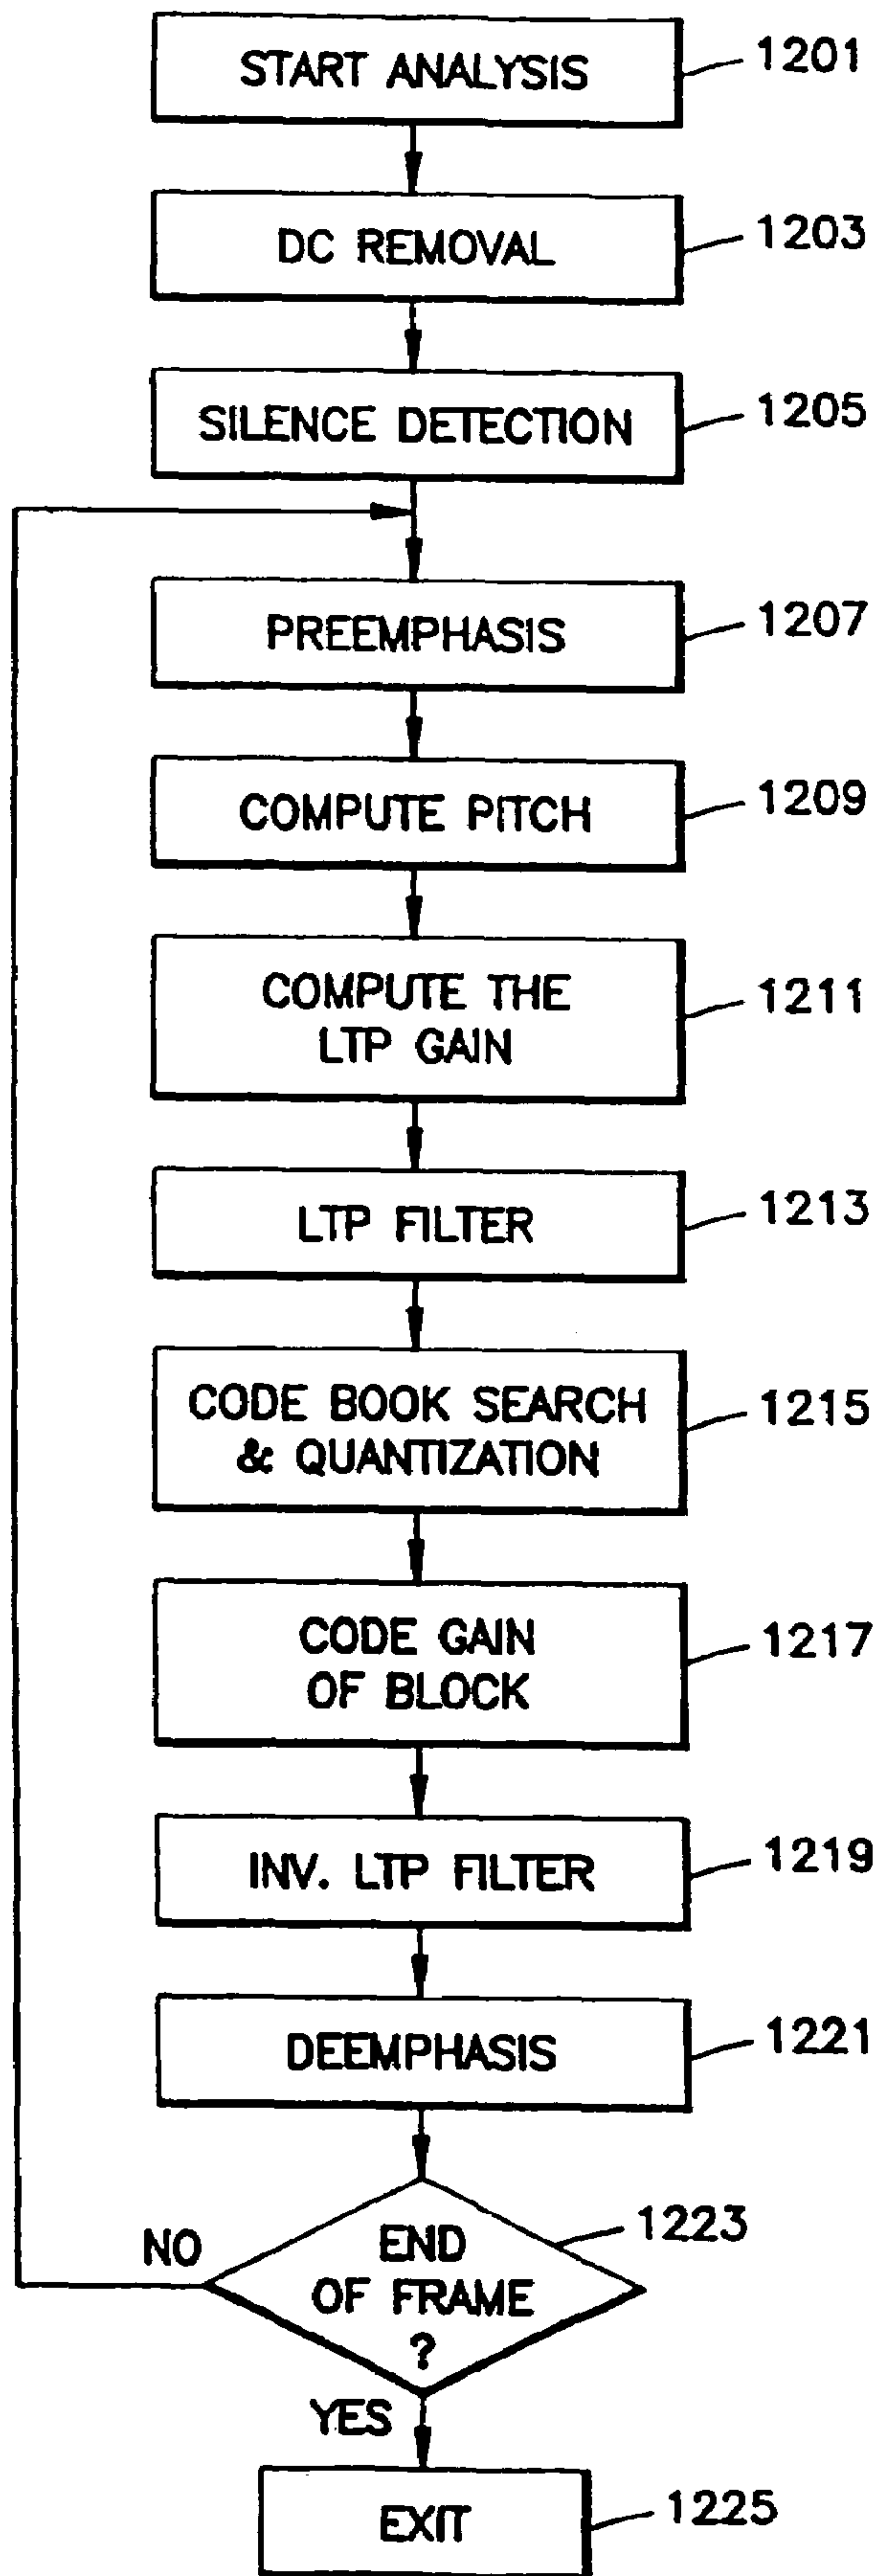 START ANALYSIS
1201
DC REMOVAL
1203
SILENCE DETECTION
1205
PREEMPHASIS
1207
COMPUTE PITCH
1209
COMPUTE THE
LTP GAIN
1211
LTP FILTER
1213
CODE BOOK SEARCH
& QUANTIZATION
1215
CODE GAIN
OF BLOCK
1217
INV. LTP FILTER
1219
DEEMPHASIS
1221
END
OF FRAME
?
1223
NO
YES
EXIT
1225